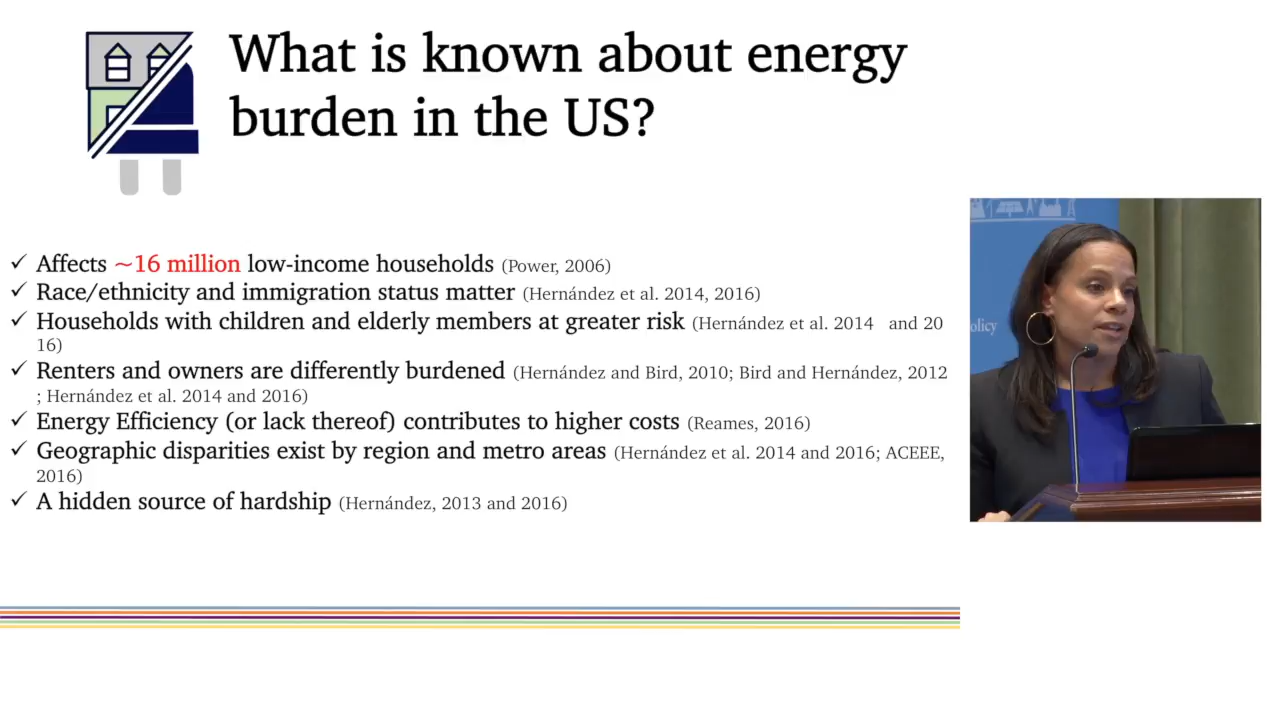 What is known about energy
burden in the US?
✓ Affects ~16 million low-income households (Power, 2006)
✓ Race/ethnicity and immigration status matter (Hernández et al. 2014, 2016)
✓ Households with children and elderly members at greater risk (Hernández et al. 2014 and 20
16)
✓ Renters and owners are differently burdened (Hernández and Bird, 2010; Bird and Hernández, 2012
; Hernández et al. 2014 and 2016)
✓ Energy Efficiency (or lack thereof) contributes to higher costs (Reames, 2016)
✓ Geographic disparities exist by region and metro areas (Hernández et al. 2014 and 2016; ACEEE,
2016)
✓ A hidden source of hardship (Hernández, 2013 and 2016)
olicy